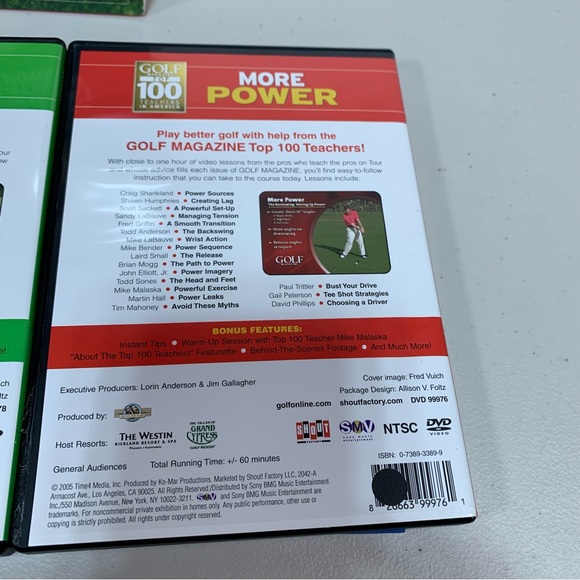 GOLF
MAGAZINE
TOP
100
TEACHERS
IN AMERICA
MORE
POWER
Play better golf with help from the
GOLF MAGAZINE Top 100 Teachers!
With close to one hour of video lessons from the pros who teach the pros on Tour
and whose advice fills each issue of GOLF MAGAZINE, you'll find easy-to-follow
instruction that you can take to the course today. Lessons include:
Craig Shankland • Power Sources
Shawn Humphries • Creating Lag
Scott Sackett • A Powerful Set-Up
Sandy LaBauve • Managing Tension
Fred Griffin • A Smooth Transition
Todd Anderson • The Backswing
Mike LaBauve • Wrist Action
Mike Bender • Power Sequence
Laird Small • The Release
Brian Mogg • The Path to Power
John Elliott, Jr. • Power Imagery
Todd Sones • The Head and Feet
Mike Malaska • Powerful Exercise
Martin Hall • Power Leaks
Tim Mahoney • Avoid These Myths
More Power
GOLF
Paul Trittler • Bust Your Drive
Gail Peterson • Tee Shot Strategies
David Phillips • Choosing a Driver
BONUS FEATURES:
Instant Tips • Warm-Up Session with Top 100 Teacher Mike Malaska
"About The Top 100 Teachers" Featurette • Behind-The-Scenes Footage • And Much More!
Executive Producers: Lorin Anderson & Jim Gallagher
Cover image: Fred Vuich
Package Design: Allison V. Foltz
golfonline.com • shoutfactory.com DVD 99976
Produced by:
Host Resorts:
THE WESTIN
KIERLAND RESORT & SPA
THE VILLAS OF
GRAND
CYPRESS
SHOUT
SMV
NTSC
DVD
VIDEO
General Audiences
Total Running Time: +/- 60 minutes
ISBN: 0-7389-3389-9
© 2005 Time4 Media, Inc. Produced by Ko-Mar Productions. Marketed by Shout! Factory LLC, 2042-A
Armacost Ave., Los Angeles, CA 90025. All Rights Reserved./Distributed by Sony BMG Music Entertainment,
Inc./550 Madison Avenue, New York, NY 10022-3211. SMV and Sony BMG are trademarks
For noncommercial private exhibition in homes only. Any public performance, other use or
copying is strictly prohibited. All rights reserved.
8 26663 99976 1